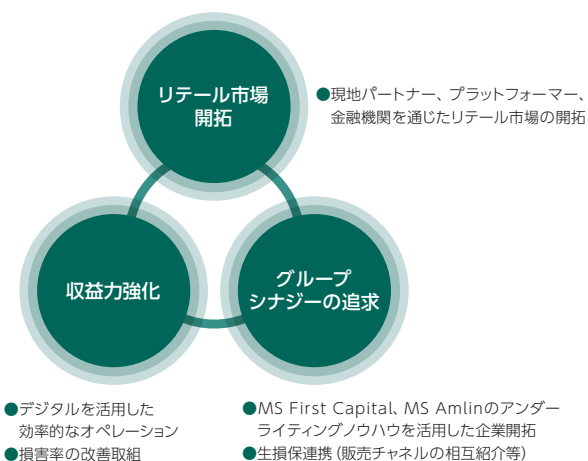 リテール市場
開拓
●現地パートナー、プラットフォーマー、
金融機関を通じたリテール市場の開拓
収益力強化
グループ
シナジーの追求
●デジタルを活用した
効率的なオペレーション
●損害率の改善取組
●MS First Capital、MS Amlinのアンダー
ライティングノウハウを活用した企業開拓
●生損保連携（販売チャネルの相互紹介等）